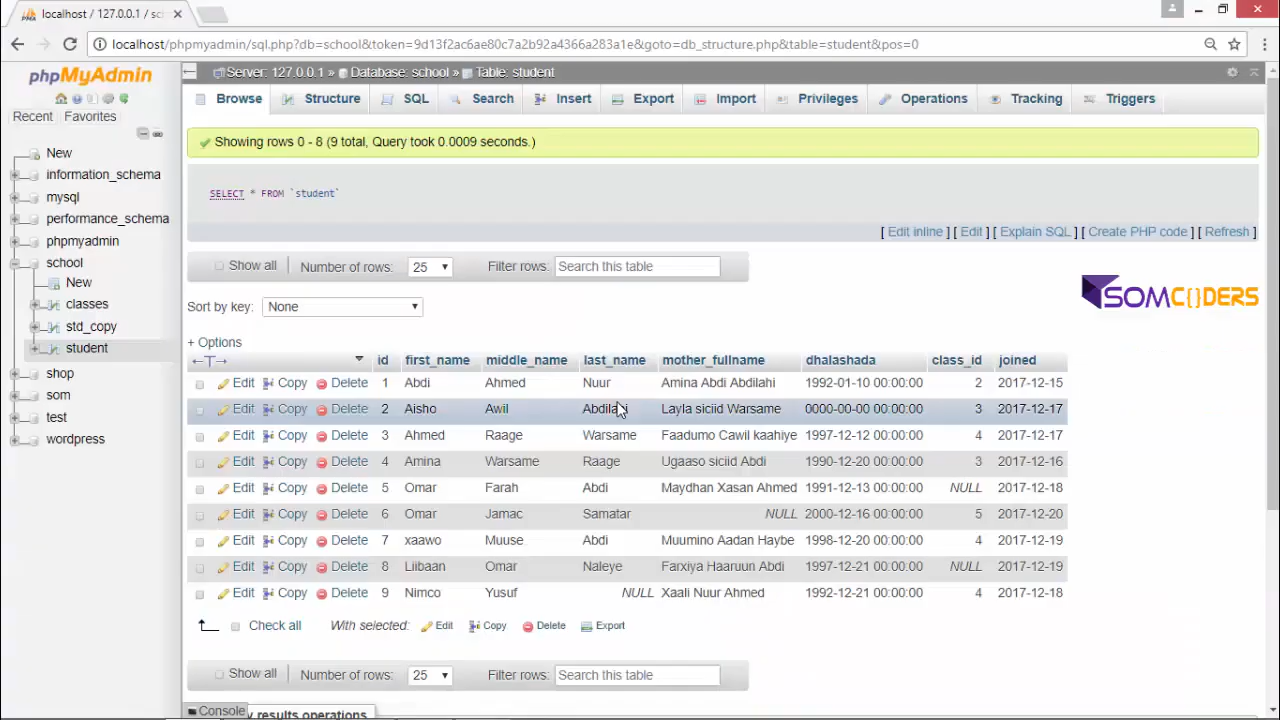 localhost / 127.0.0.1 / sc
localhost/phpmyadmin/sql.php?db=school&token=9d13f2ac6ae80c7a2b92a4366a283a1e&goto=db_structure.php&table=student&pos=0
phpMyAdmin
Recent Favorites
New
information_schema
mysql
performance_schema
phpmyadmin
school
New
classes
std_copy
student
shop
som
test
wordpress
Server: 127.0.0.1 » Database: school » Table: student
Browse Structure SQL Search Insert Export Import Privileges Operations Tracking Triggers
Showing rows 0 - 8 (9 total, Query took 0.0009 seconds.)
SELECT * FROM `student`
[ Edit inline ] [ Edit ] [ Explain SQL ] [ Create PHP code ] [ Refresh ]
Show all Number of rows: 25 Filter rows: Search this table
SOMC{}DERS
Sort by key: None
+ Options
←T→ id first_name middle_name last_name mother_fullname dhalashada class_id joined
Edit Copy Delete 1 Abdi Ahmed Nuur Amina Abdi Abdilahi 1992-01-10 00:00:00 2 2017-12-15
Edit Copy Delete 2 Aisho Awil Layla siciid Warsame 0000-00-00 00:00:00 3 2017-12-17
Edit Copy Delete 3 Ahmed Raage Warsame Faadumo Cawil kaahiye 1997-12-12 00:00:00 4 2017-12-17
Edit Copy Delete 4 Amina Warsame Raage Ugaaso siciid Abdi 1990-12-20 00:00:00 3 2017-12-16
Edit Copy Delete 5 Omar Farah Abdi Maydhan Xasan Ahmed 1991-12-13 00:00:00 NULL 2017-12-18
Edit Copy Delete 6 Omar Jamac Samatar NULL 2000-12-16 00:00:00 5 2017-12-20
Edit Copy Delete 7 xaawo Muuse Abdi Muumino Aadan Haybe 1998-12-20 00:00:00 4 2017-12-19
Edit Copy Delete 8 Liibaan Omar Naleye Farxiya Haaruun Abdi 1997-12-21 00:00:00 NULL 2017-12-19
Edit Copy Delete 9 Nimco Yusuf NULL Xaali Nuur Ahmed 1992-12-21 00:00:00 4 2017-12-18
Check all With selected: Edit Copy Delete Export
Show all Number of rows: 25 Filter rows: Search this table
Console
results operations